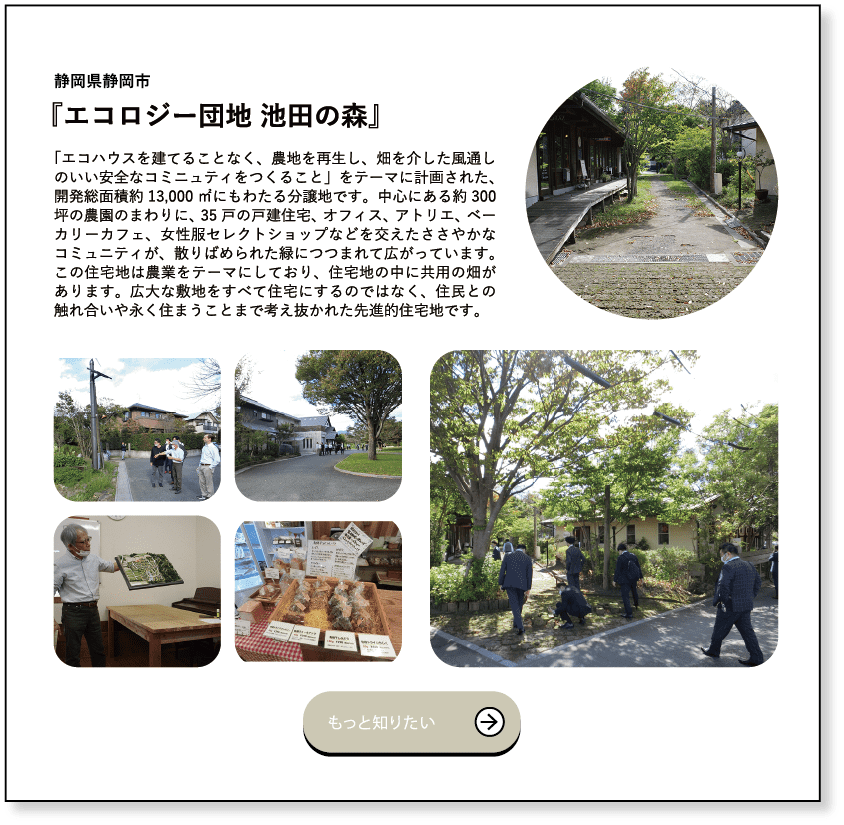 静岡県静岡市
『エコロジー団地 池田の森』
「エコハウスを建てることなく、農地を再生し、畑を介した風通し
のいい安全なコミニュティをつくること」をテーマに計画された、
開発総面積約 13,000 ㎡にもわたる分譲地です。中心にある約 300
坪の農園のまわりに、35 戸の戸建住宅、オフィス、アトリエ、ベー
カリーカフェ、女性服セレクトショップなどを交えたささやかな
コミュニティが、散りばめられた緑につつまれて広がっています。
この住宅地は農業をテーマにしており、住宅地の中に共用の畑が
あります。広大な敷地をすべて住宅にするのではなく、住民との
触れ合いや永く住まうことまで考え抜かれた先進的住宅地です。
もっと知りたい